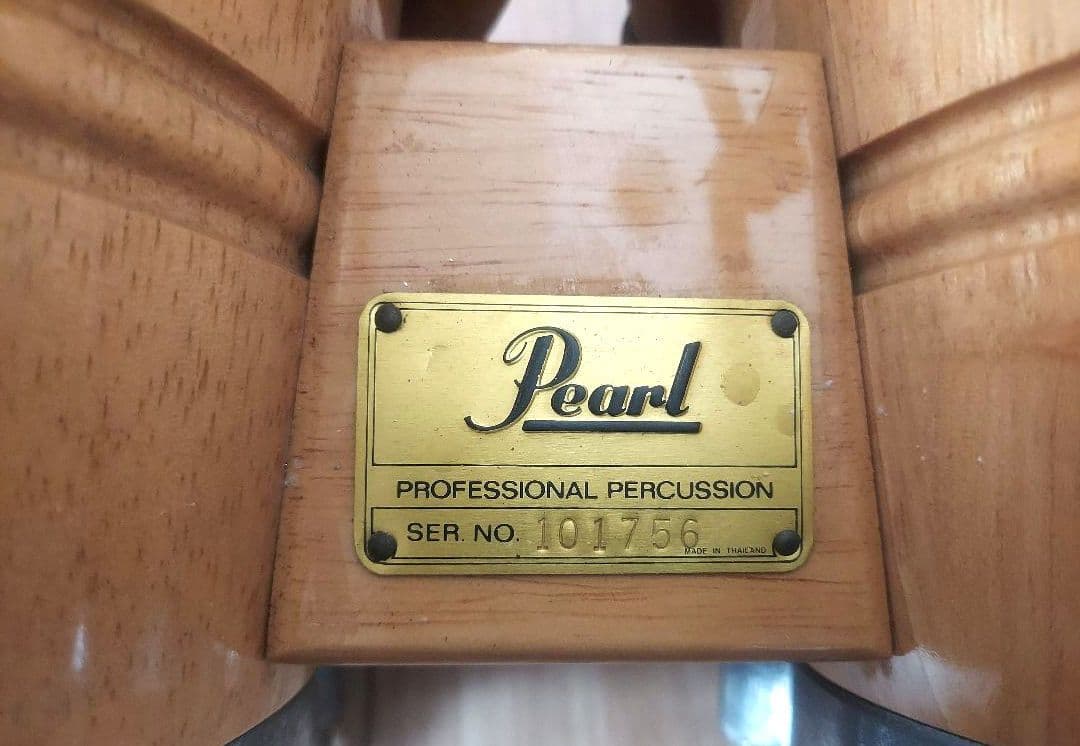 Pearl
PROFESSIONAL PERCUSSION
SER. NO. 101756
MADE IN THAILAND